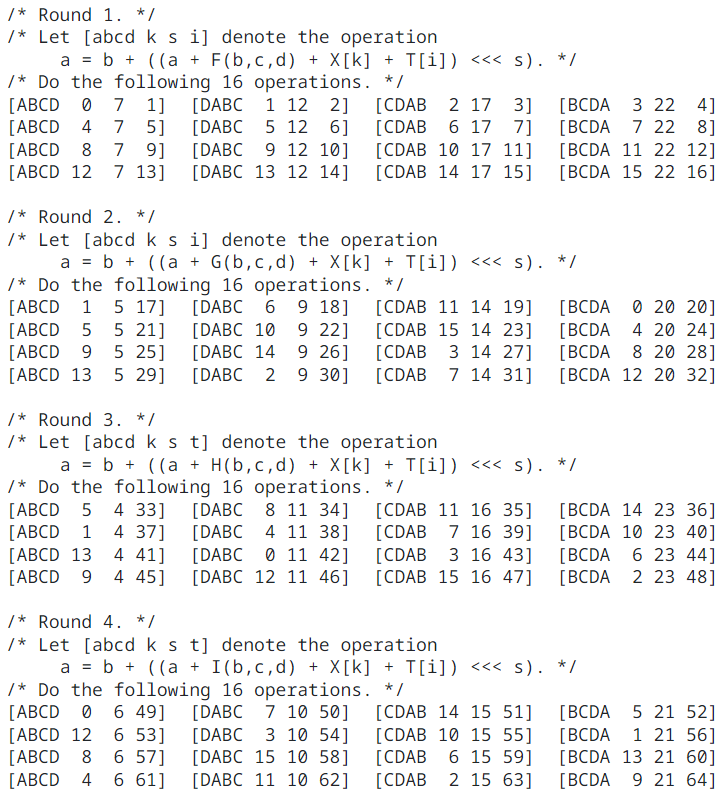 /* Round 1. */
/* Let [abcd k s i] denote the operation
     a = b + ((a + F(b,c,d) + X[k] + T[i]) <<< s). */
/* Do the following 16 operations. */
[ABCD  0  7  1]  [DABC  1 12  2]  [CDAB  2 17  3]  [BCDA  3 22  4]
[ABCD  4  7  5]  [DABC  5 12  6]  [CDAB  6 17  7]  [BCDA  7 22  8]
[ABCD  8  7  9]  [DABC  9 12 10]  [CDAB 10 17 11]  [BCDA 11 22 12]
[ABCD 12  7 13]  [DABC 13 12 14]  [CDAB 14 17 15]  [BCDA 15 22 16]

/* Round 2. */
/* Let [abcd k s i] denote the operation
     a = b + ((a + G(b,c,d) + X[k] + T[i]) <<< s). */
/* Do the following 16 operations. */
[ABCD  1  5 17]  [DABC  6  9 18]  [CDAB 11 14 19]  [BCDA  0 20 20]
[ABCD  5  5 21]  [DABC 10  9 22]  [CDAB 15 14 23]  [BCDA  4 20 24]
[ABCD  9  5 25]  [DABC 14  9 26]  [CDAB  3 14 27]  [BCDA  8 20 28]
[ABCD 13  5 29]  [DABC  2  9 30]  [CDAB  7 14 31]  [BCDA 12 20 32]

/* Round 3. */
/* Let [abcd k s t] denote the operation
     a = b + ((a + H(b,c,d) + X[k] + T[i]) <<< s). */
/* Do the following 16 operations. */
[ABCD  5  4 33]  [DABC  8 11 34]  [CDAB 11 16 35]  [BCDA 14 23 36]
[ABCD  1  4 37]  [DABC  4 11 38]  [CDAB  7 16 39]  [BCDA 10 23 40]
[ABCD 13  4 41]  [DABC  0 11 42]  [CDAB  3 16 43]  [BCDA  6 23 44]
[ABCD  9  4 45]  [DABC 12 11 46]  [CDAB 15 16 47]  [BCDA  2 23 48]

/* Round 4. */
/* Let [abcd k s t] denote the operation
     a = b + ((a + I(b,c,d) + X[k] + T[i]) <<< s). */
/* Do the following 16 operations. */
[ABCD  0  6 49]  [DABC  7 10 50]  [CDAB 14 15 51]  [BCDA  5 21 52]
[ABCD 12  6 53]  [DABC  3 10 54]  [CDAB 10 15 55]  [BCDA  1 21 56]
[ABCD  8  6 57]  [DABC 15 10 58]  [CDAB  6 15 59]  [BCDA 13 21 60]
[ABCD  4  6 61]  [DABC 11 10 62]  [CDAB  2 15 63]  [BCDA  9 21 64]